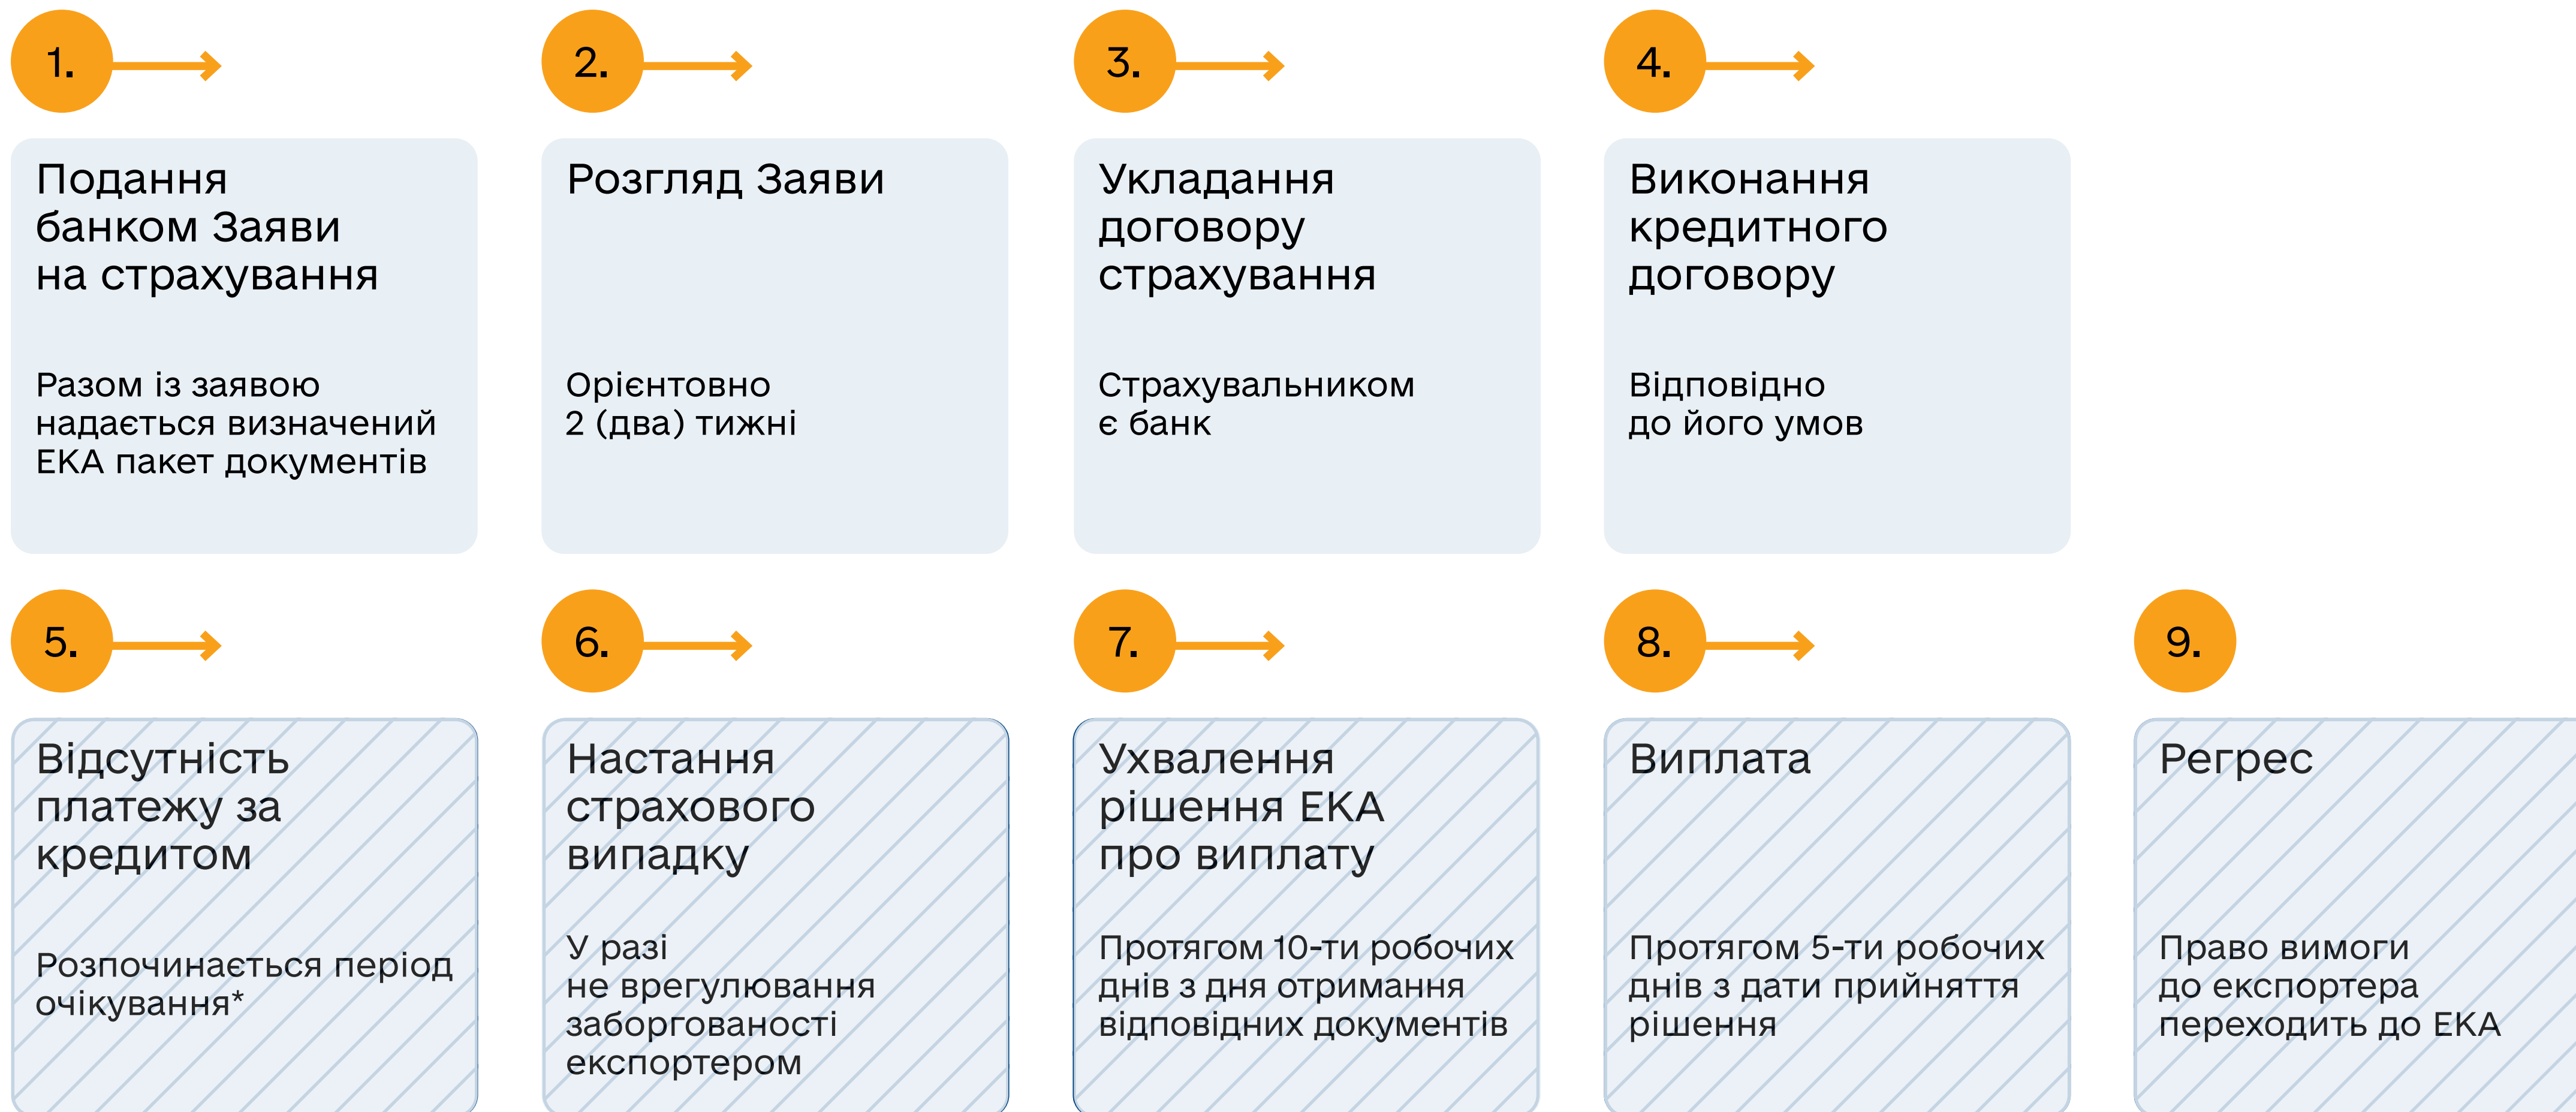 1.
Подання
банком Заяви
на страхування
Разом із заявою
надається визначений
ЕКА пакет документів
2.
Розгляд Заяви
Орієнтовно
2 (два) тижні
3.
Укладання
договору
страхування
Страхувальником
є банк
4.
Виконання
кредитного
договору
Відповідно
до його умов
5.
Відсутність
платежу за
кредитом
Розпочинається період
очікування*
6.
Настання
страхового
випадку
У разі
не врегулювання
заборгованості
експортером
7.
Ухвалення
рішення ЕКА
про виплату
Протягом 10-ти робочих
днів з дня отримання
відповідних документів
8.
Виплата
Протягом 5-ти робочих
днів з дати прийняття
рішення
9.
Регрес
Право вимоги
до експортера
переходить до ЕКА